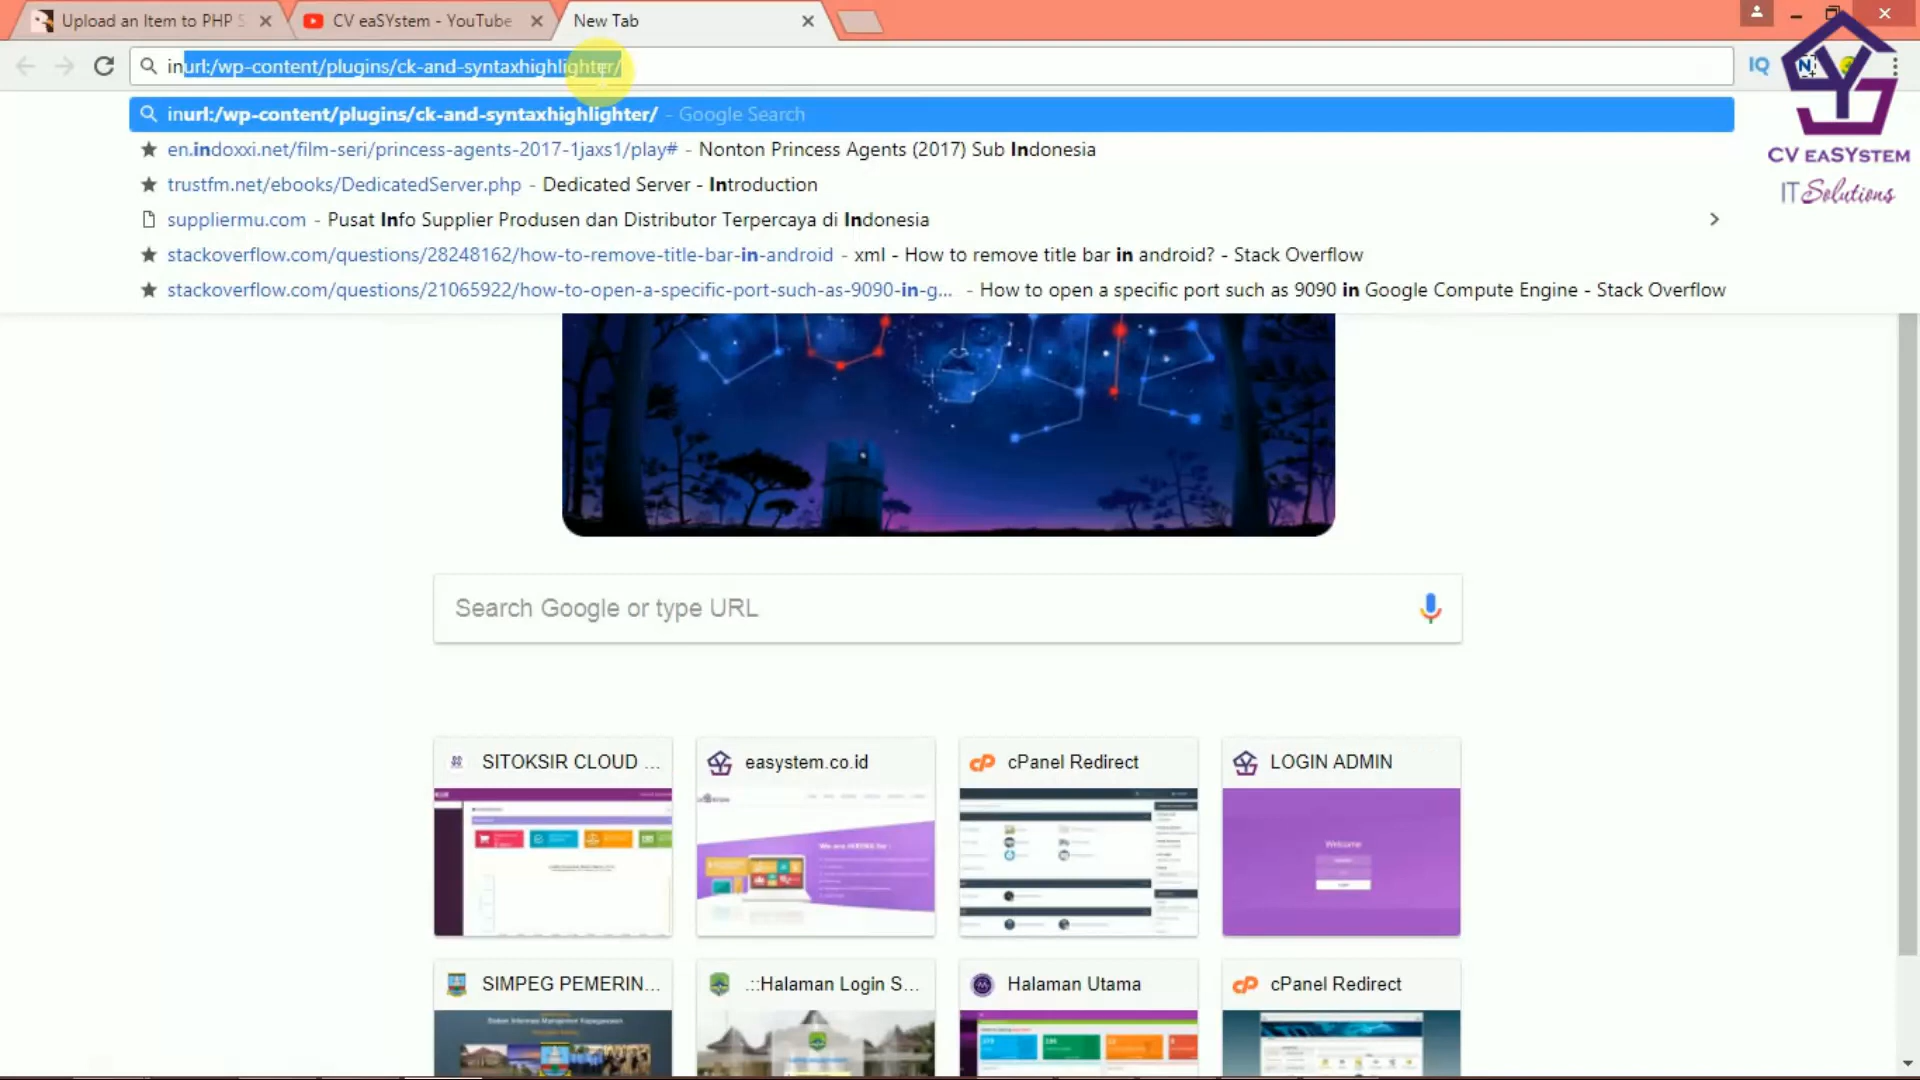 Upload an Item to PHP S
CV eaSYstem - YouTube
New Tab
inurl:/wp-content/plugins/ck-and-syntaxhighlighter/
IQ
inurl:/wp-content/plugins/ck-and-syntaxhighlighter/ - Google Search
en.indoxxi.net/film-seri/princess-agents-2017-1jaxs1/play# - Nonton Princess Agents (2017) Sub Indonesia
trustfm.net/ebooks/DedicatedServer.php - Dedicated Server - Introduction
suppliermu.com - Pusat Info Supplier Produsen dan Distributor Terpercaya di Indonesia
stackoverflow.com/questions/28248162/how-to-remove-title-bar-in-android - xml - How to remove title bar in android? - Stack Overflow
stackoverflow.com/questions/21065922/how-to-open-a-specific-port-such-as-9090-in-g... - How to open a specific port such as 9090 in Google Compute Engine - Stack Overflow
CV EASYSTEM
IT Solutions
Search Google or type URL
SITOKSIR CLOUD ...
easystem.co.id
cPanel Redirect
LOGIN ADMIN
We are HIRING for :
Welcome
SIMPEG PEMERIN...
.::Halaman Login S...
Halaman Utama
cPanel Redirect